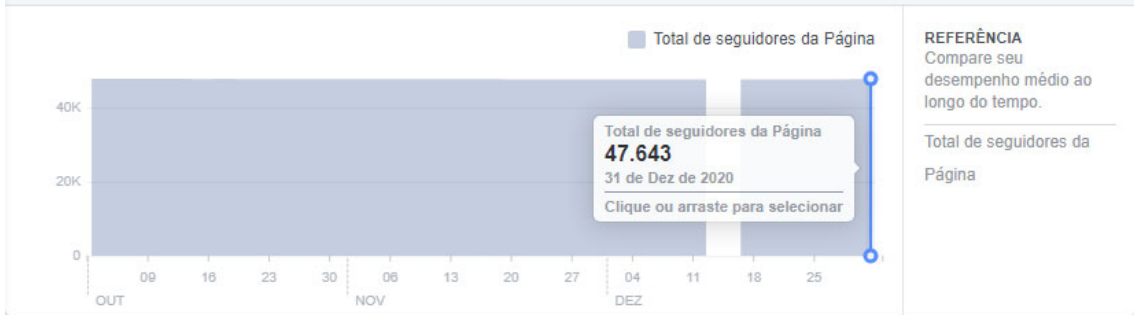 Total de seguidores da Página
40K
20K
0
Total de seguidores da Página
47.643
31 de Dez de 2020
Clique ou arraste para selecionar
09 16 23 30 06 13 20 27 04 11 18 25
OUT NOV DEZ
REFERÊNCIA
Compare seu
desempenho médio ao
longo do tempo.
Total de seguidores da
Página